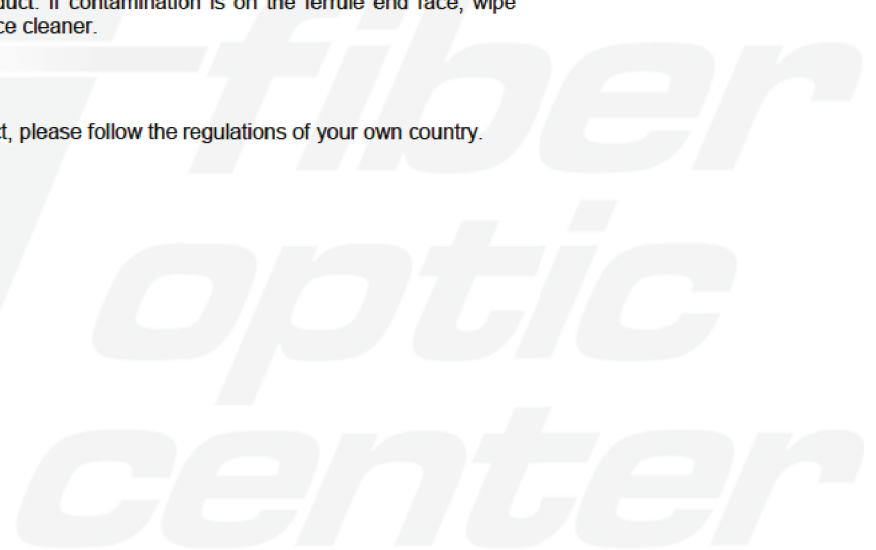 duct. If contamination is on the ferrule end face, wipe
ce cleaner.
t, please follow the regulations of your own country.
fiber
optic
center